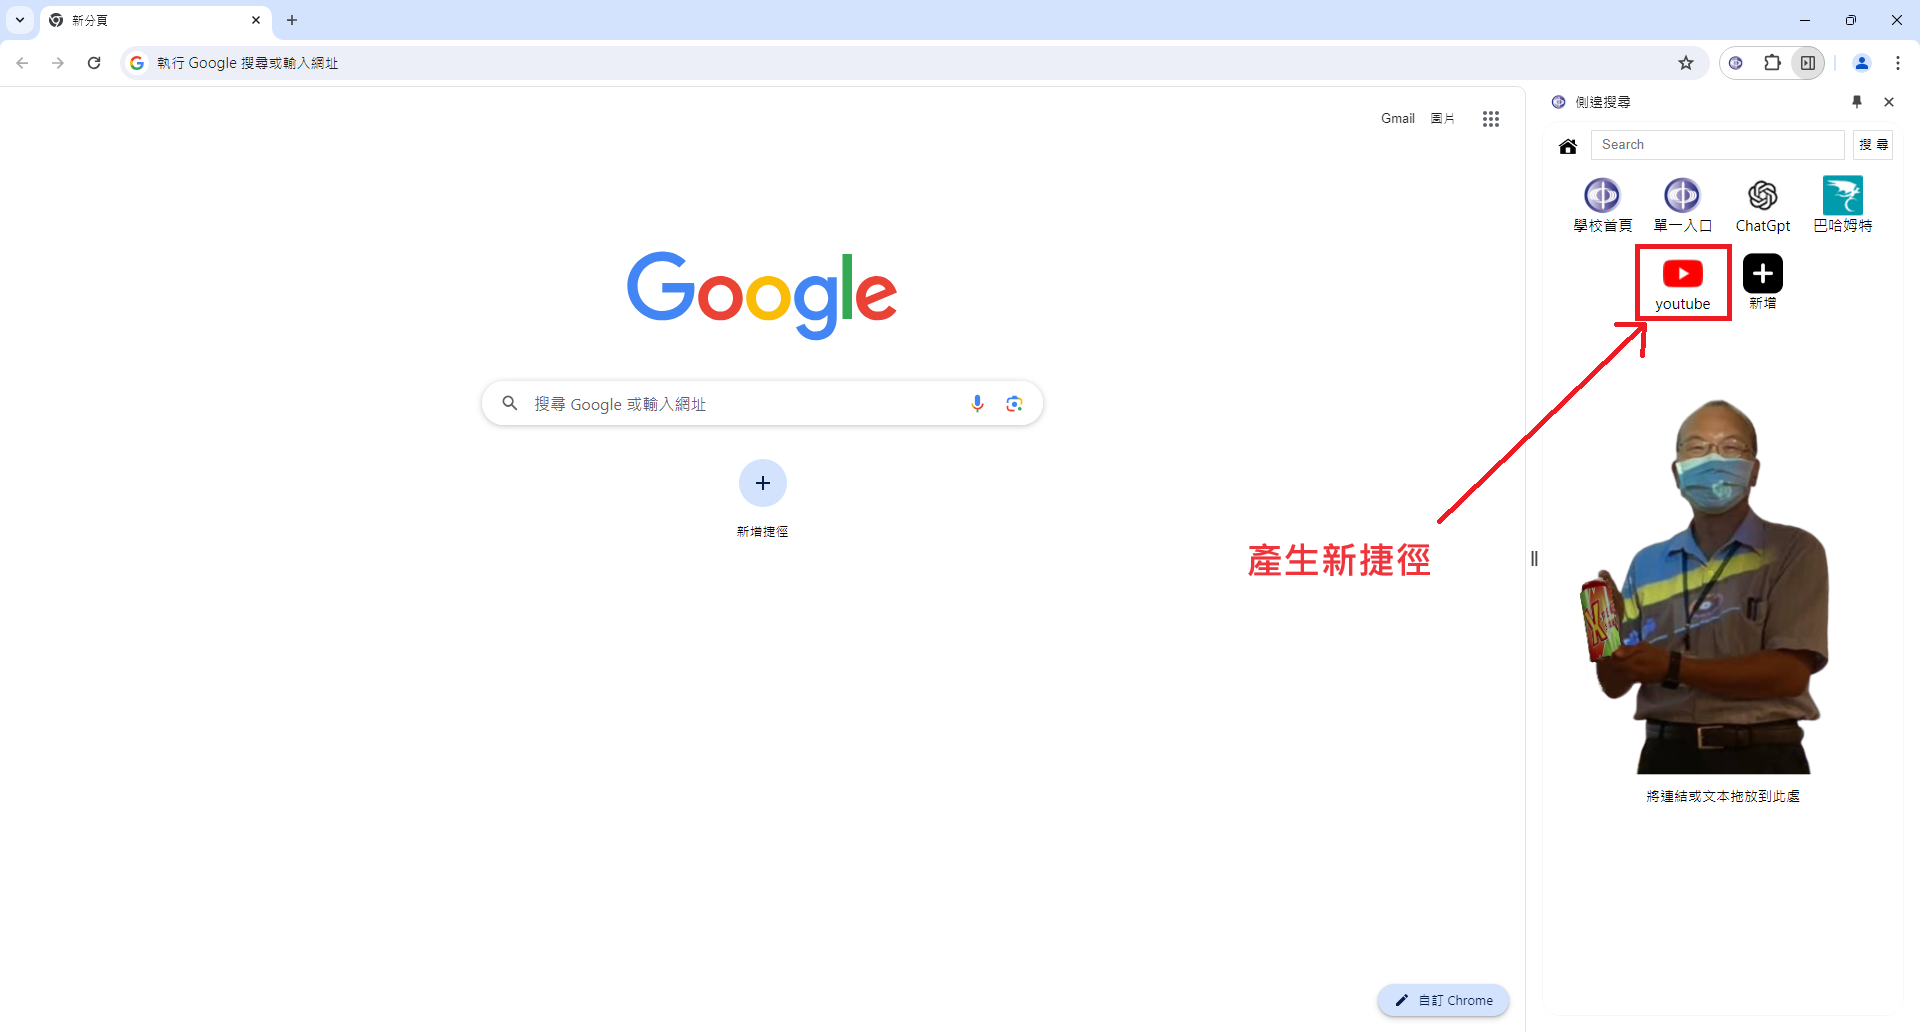 新分頁
執行 Google 搜尋或輸入網址
側邊搜尋
Gmail 圖片
Search 搜 尋
學校首頁 單一入口 ChatGpt 巴哈姆特
youtube 新增
Google
搜尋 Google 或輸入網址
新增捷徑
產生新捷徑
X
將連結或文本拖放到此處
自訂 Chrome